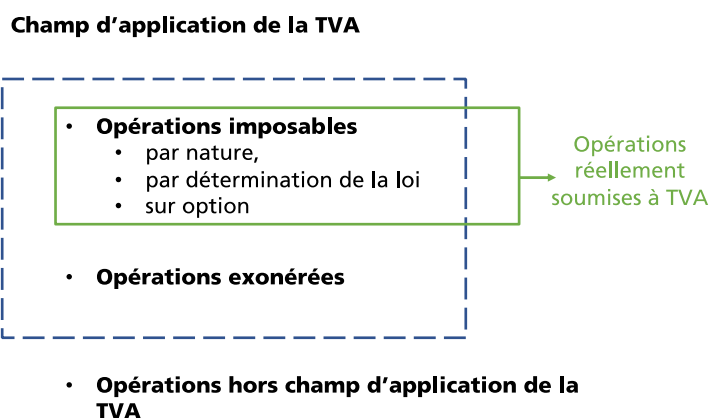 Champ d’application de la TVA
• Opérations imposables
• par nature,
• par détermination de la loi
• sur option
Opérations
réellement
soumises à TVA
• Opérations exonérées
• Opérations hors champ d’application de la
TVA